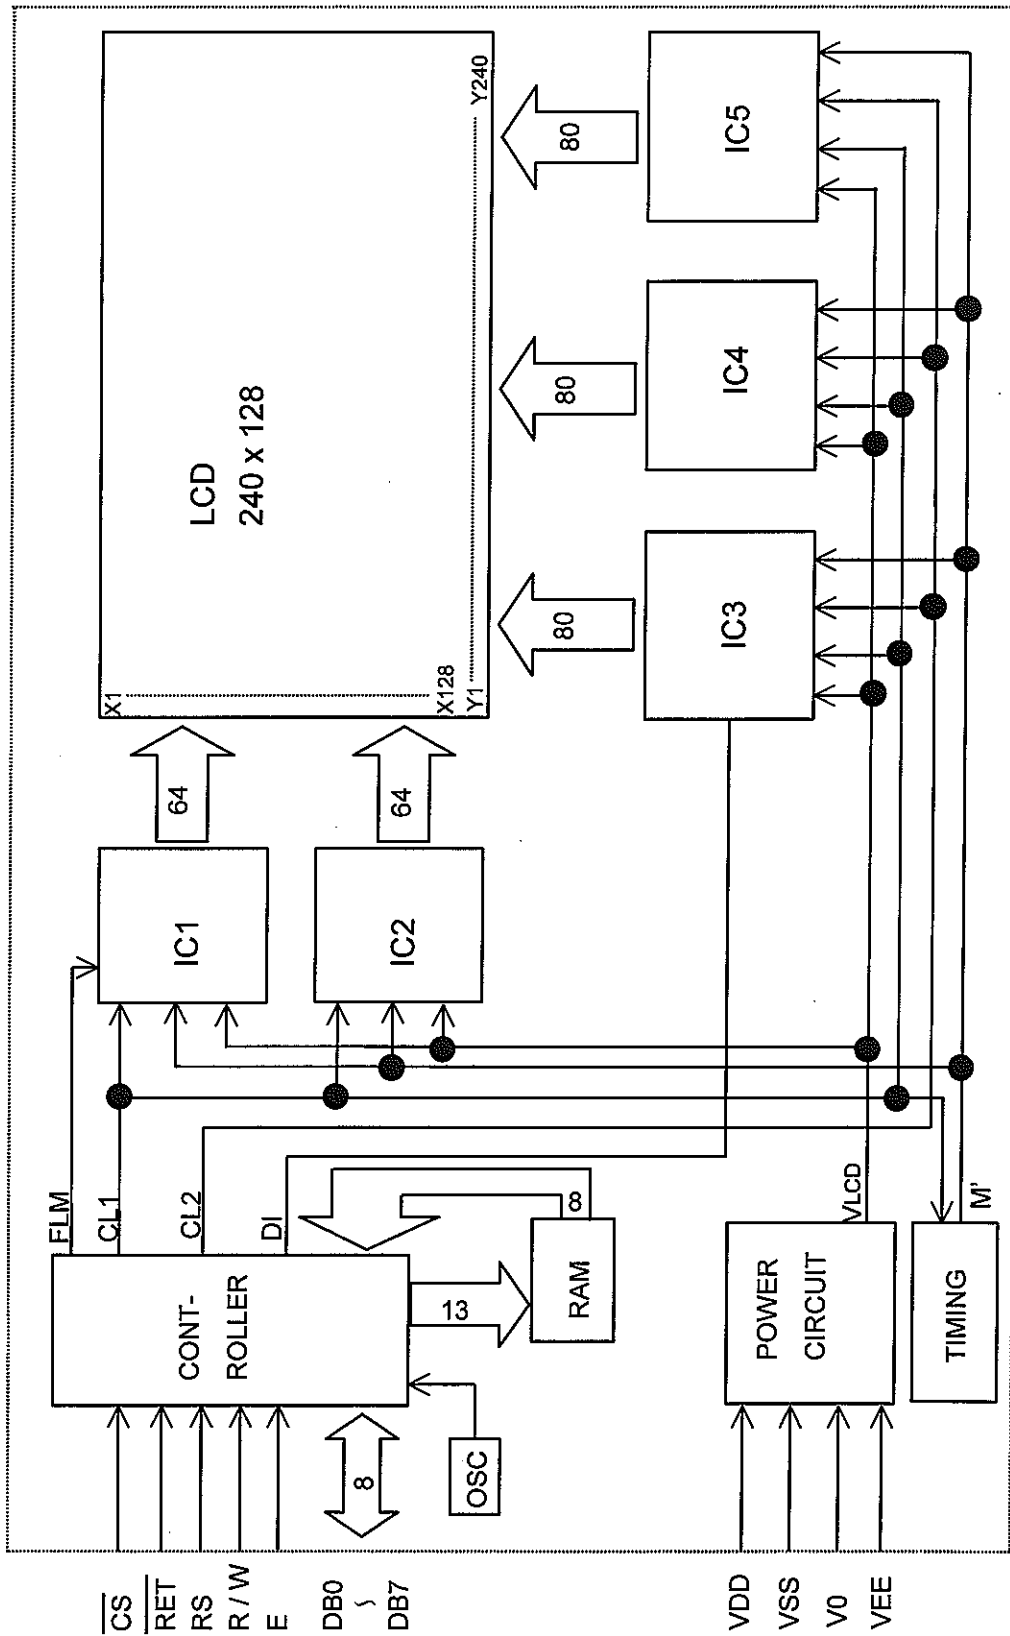 CS
RET
RS
R / W
E
DB0
~
DB7
VDD
VSS
V0
VEE
8
OSC
CONT-
ROLLER
13
RAM
8
POWER
CIRCUIT
TIMING
FLM
CL1
CL2
DI
VLCD
M'
IC1
IC2
64
64
LCD
240 x 128
X1
X128
Y1
Y240
80
80
80
IC3
IC4
IC5